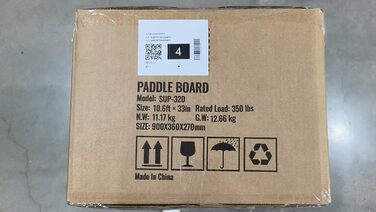 4
PADDLE BOARD
Model: SUP-320
Size: 10.6ft × 33in Rated Load: 350 lbs
N.W: 11.17 kg G.W: 12.66 kg
SIZE: 900X360X270mm
Made In China